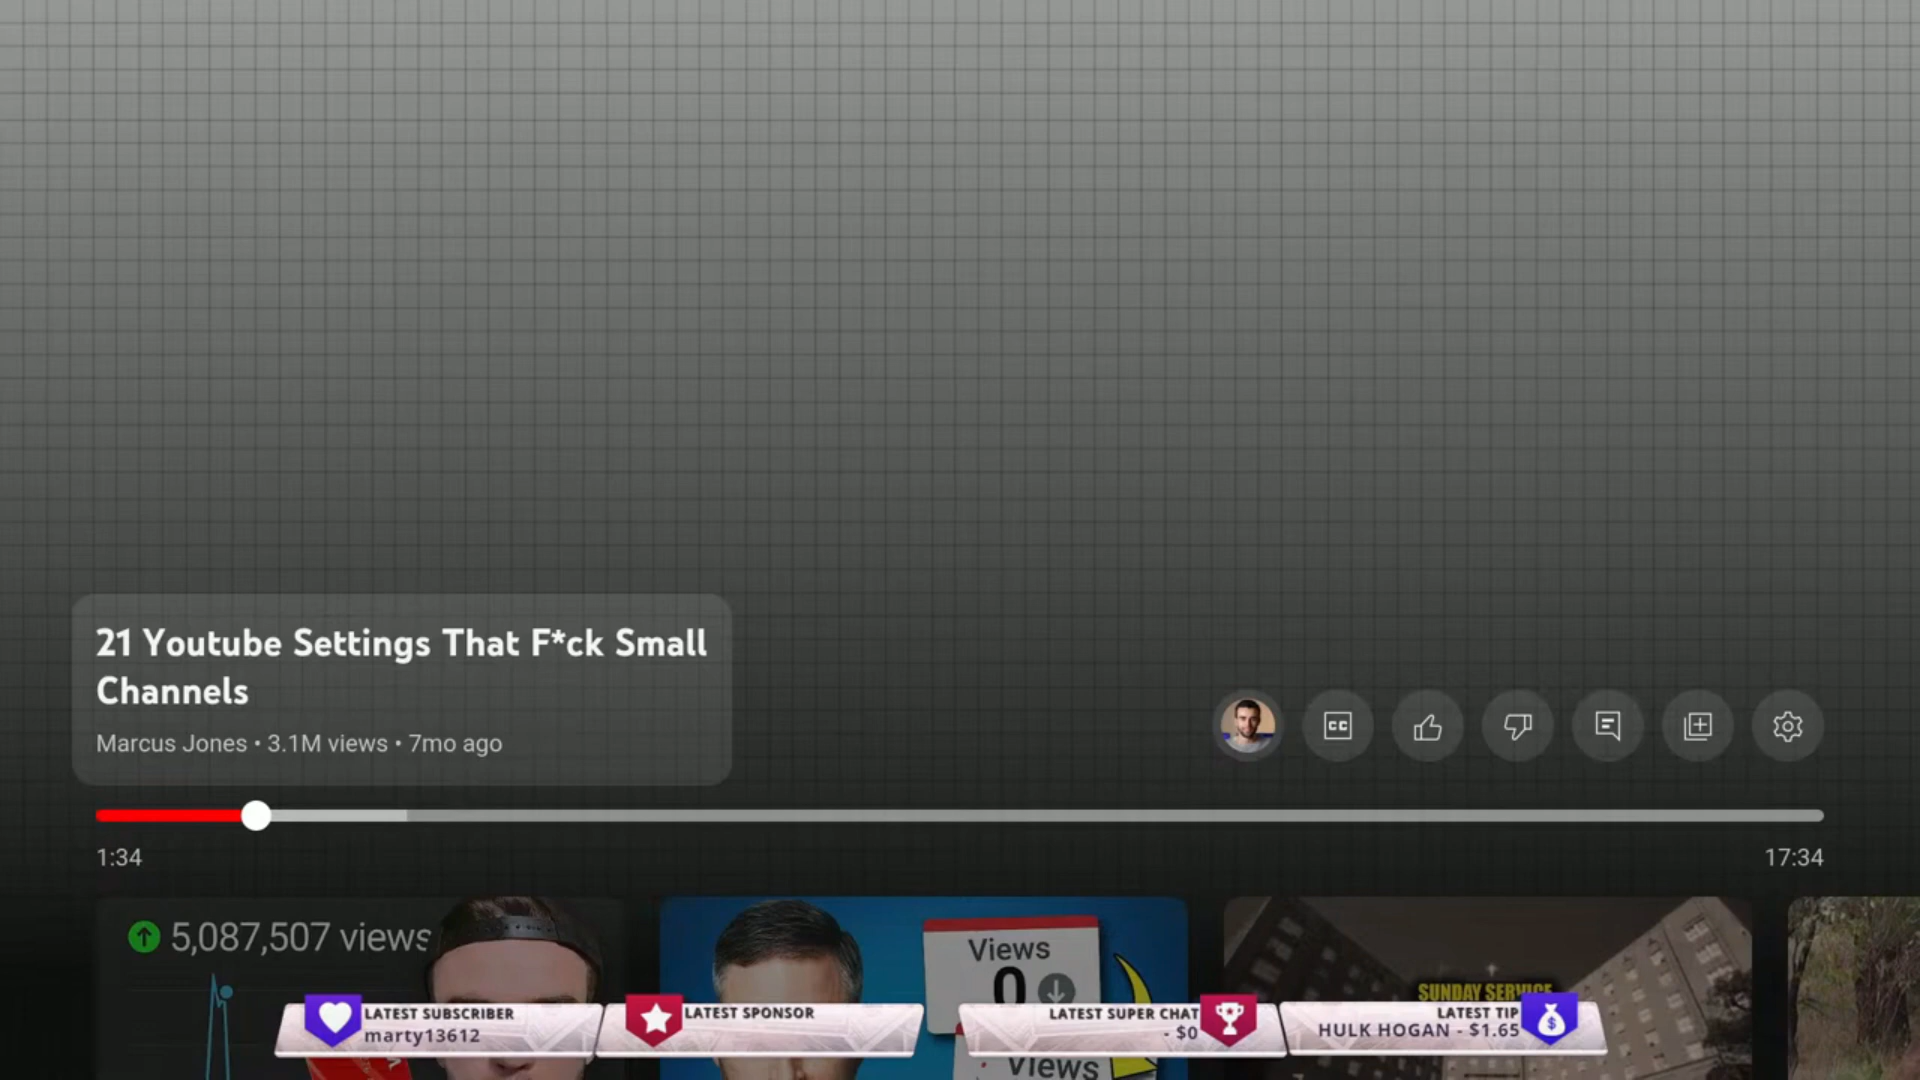 21 Youtube Settings That F*ck Small
Channels
Marcus Jones • 3.1M views • 7mo ago
CC
1:34
17:34
5,087,507 views
Views
0
SUNDAY SERVICE
LATEST SUBSCRIBER
marty13612
LATEST SPONSOR
LATEST SUPER CHAT
- $0
LATEST TIP
HULK HOGAN - $1.65
$
Views